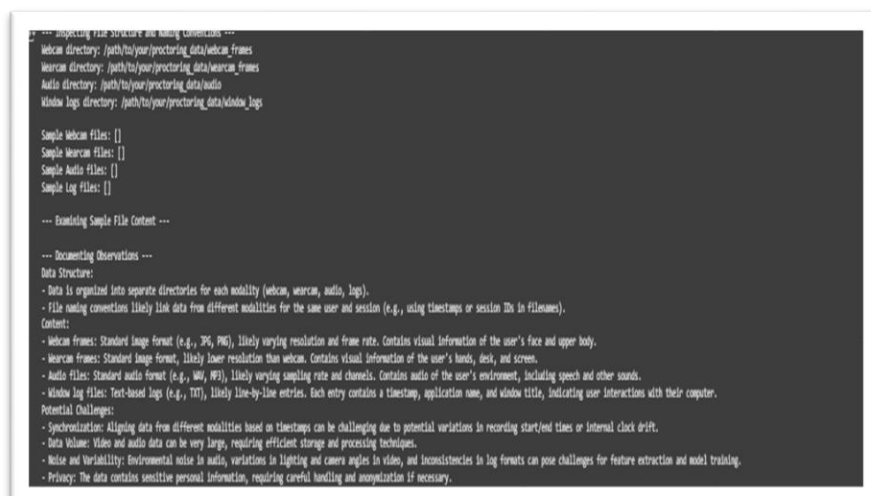 --- Inspecting File Structure and Naming Conventions ---
Webcam directory: /path/to/your/proctoring_data/webcam_frames
Wearcam directory: /path/to/your/proctoring_data/wearcam_frames
Audio directory: /path/to/your/proctoring_data/audio
Window logs directory: /path/to/your/proctoring_data/window_logs
Sample Webcam files: []
Sample Wearcam files: []
Sample Audio files: []
Sample Log files: []
--- Examining Sample File Content ---
--- Documenting Observations ---
Data Structure:
- Data is organized into separate directories for each modality (webcam, wearcam, audio, logs).
- File naming conventions likely link data from different modalities for the same user and session (e.g., using timestamps or session IDs in filenames).
Content:
- Webcam frames: Standard image format (e.g., JPG, PNG), likely varying resolution and frame rate. Contains visual information of the user's face and upper body.
- Wearcam frames: Standard image format, likely lower resolution than webcam. Contains visual information of the user's hands, desk, and screen.
- Audio files: Standard audio format (e.g., WAV, MP3), likely varying sampling rate and channels. Contains audio of the user's environment, including speech and other sounds.
- Window log files: Text-based logs (e.g., TXT), likely line-by-line entries. Each entry contains a timestamp, application name, and window title, indicating user interactions with their computer.
Potential Challenges:
- Synchronization: Aligning data from different modalities based on timestamps can be challenging due to potential variations in recording start/end times or internal clock drift.
- Data Volume: Video and audio data can be very large, requiring efficient storage and processing techniques.
- Noise and Variability: Environmental noise in audio, variations in lighting and camera angles in video, and inconsistencies in log formats can pose challenges for feature extraction and model training.
- Privacy: The data contains sensitive personal information, requiring careful handling and anonymization if necessary.